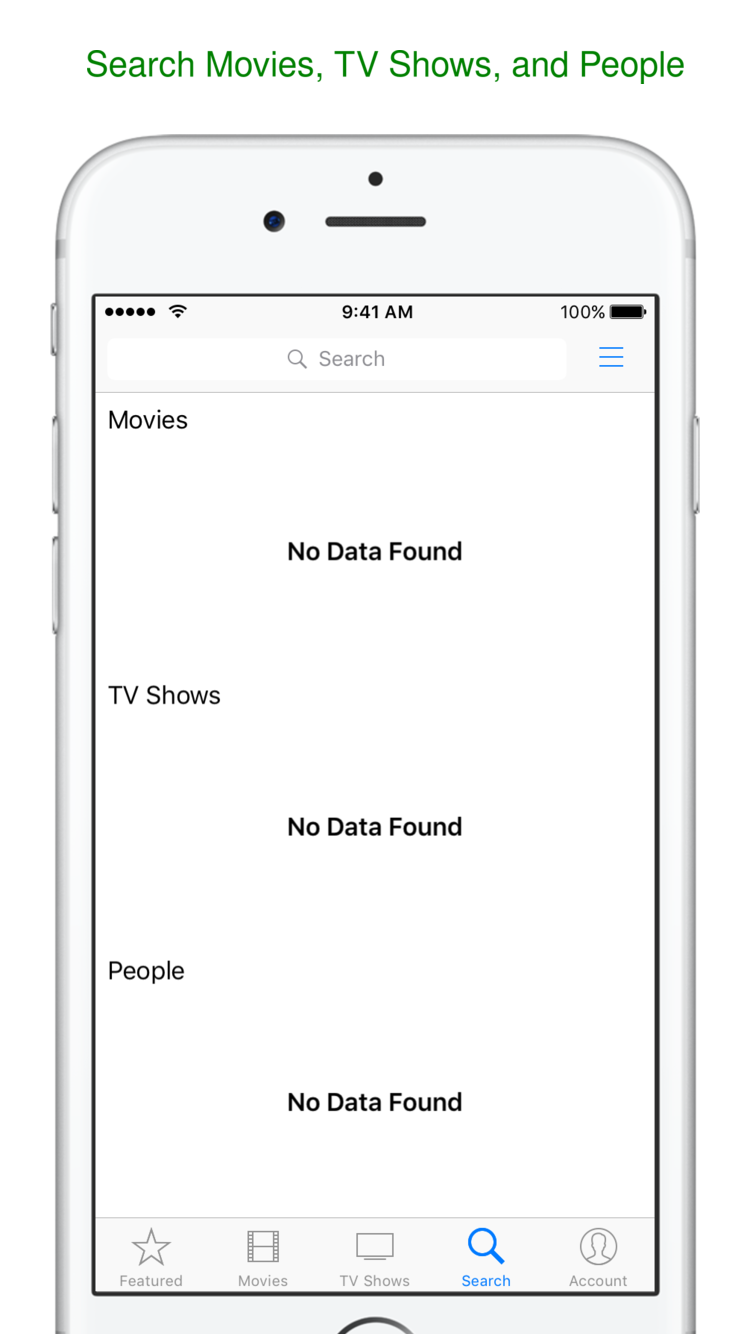 Search Movies, TV Shows, and People
9:41 AM
100%
Search
Movies
No Data Found
TV Shows
No Data Found
People
No Data Found
Featured
Movies
TV Shows
Search
Account